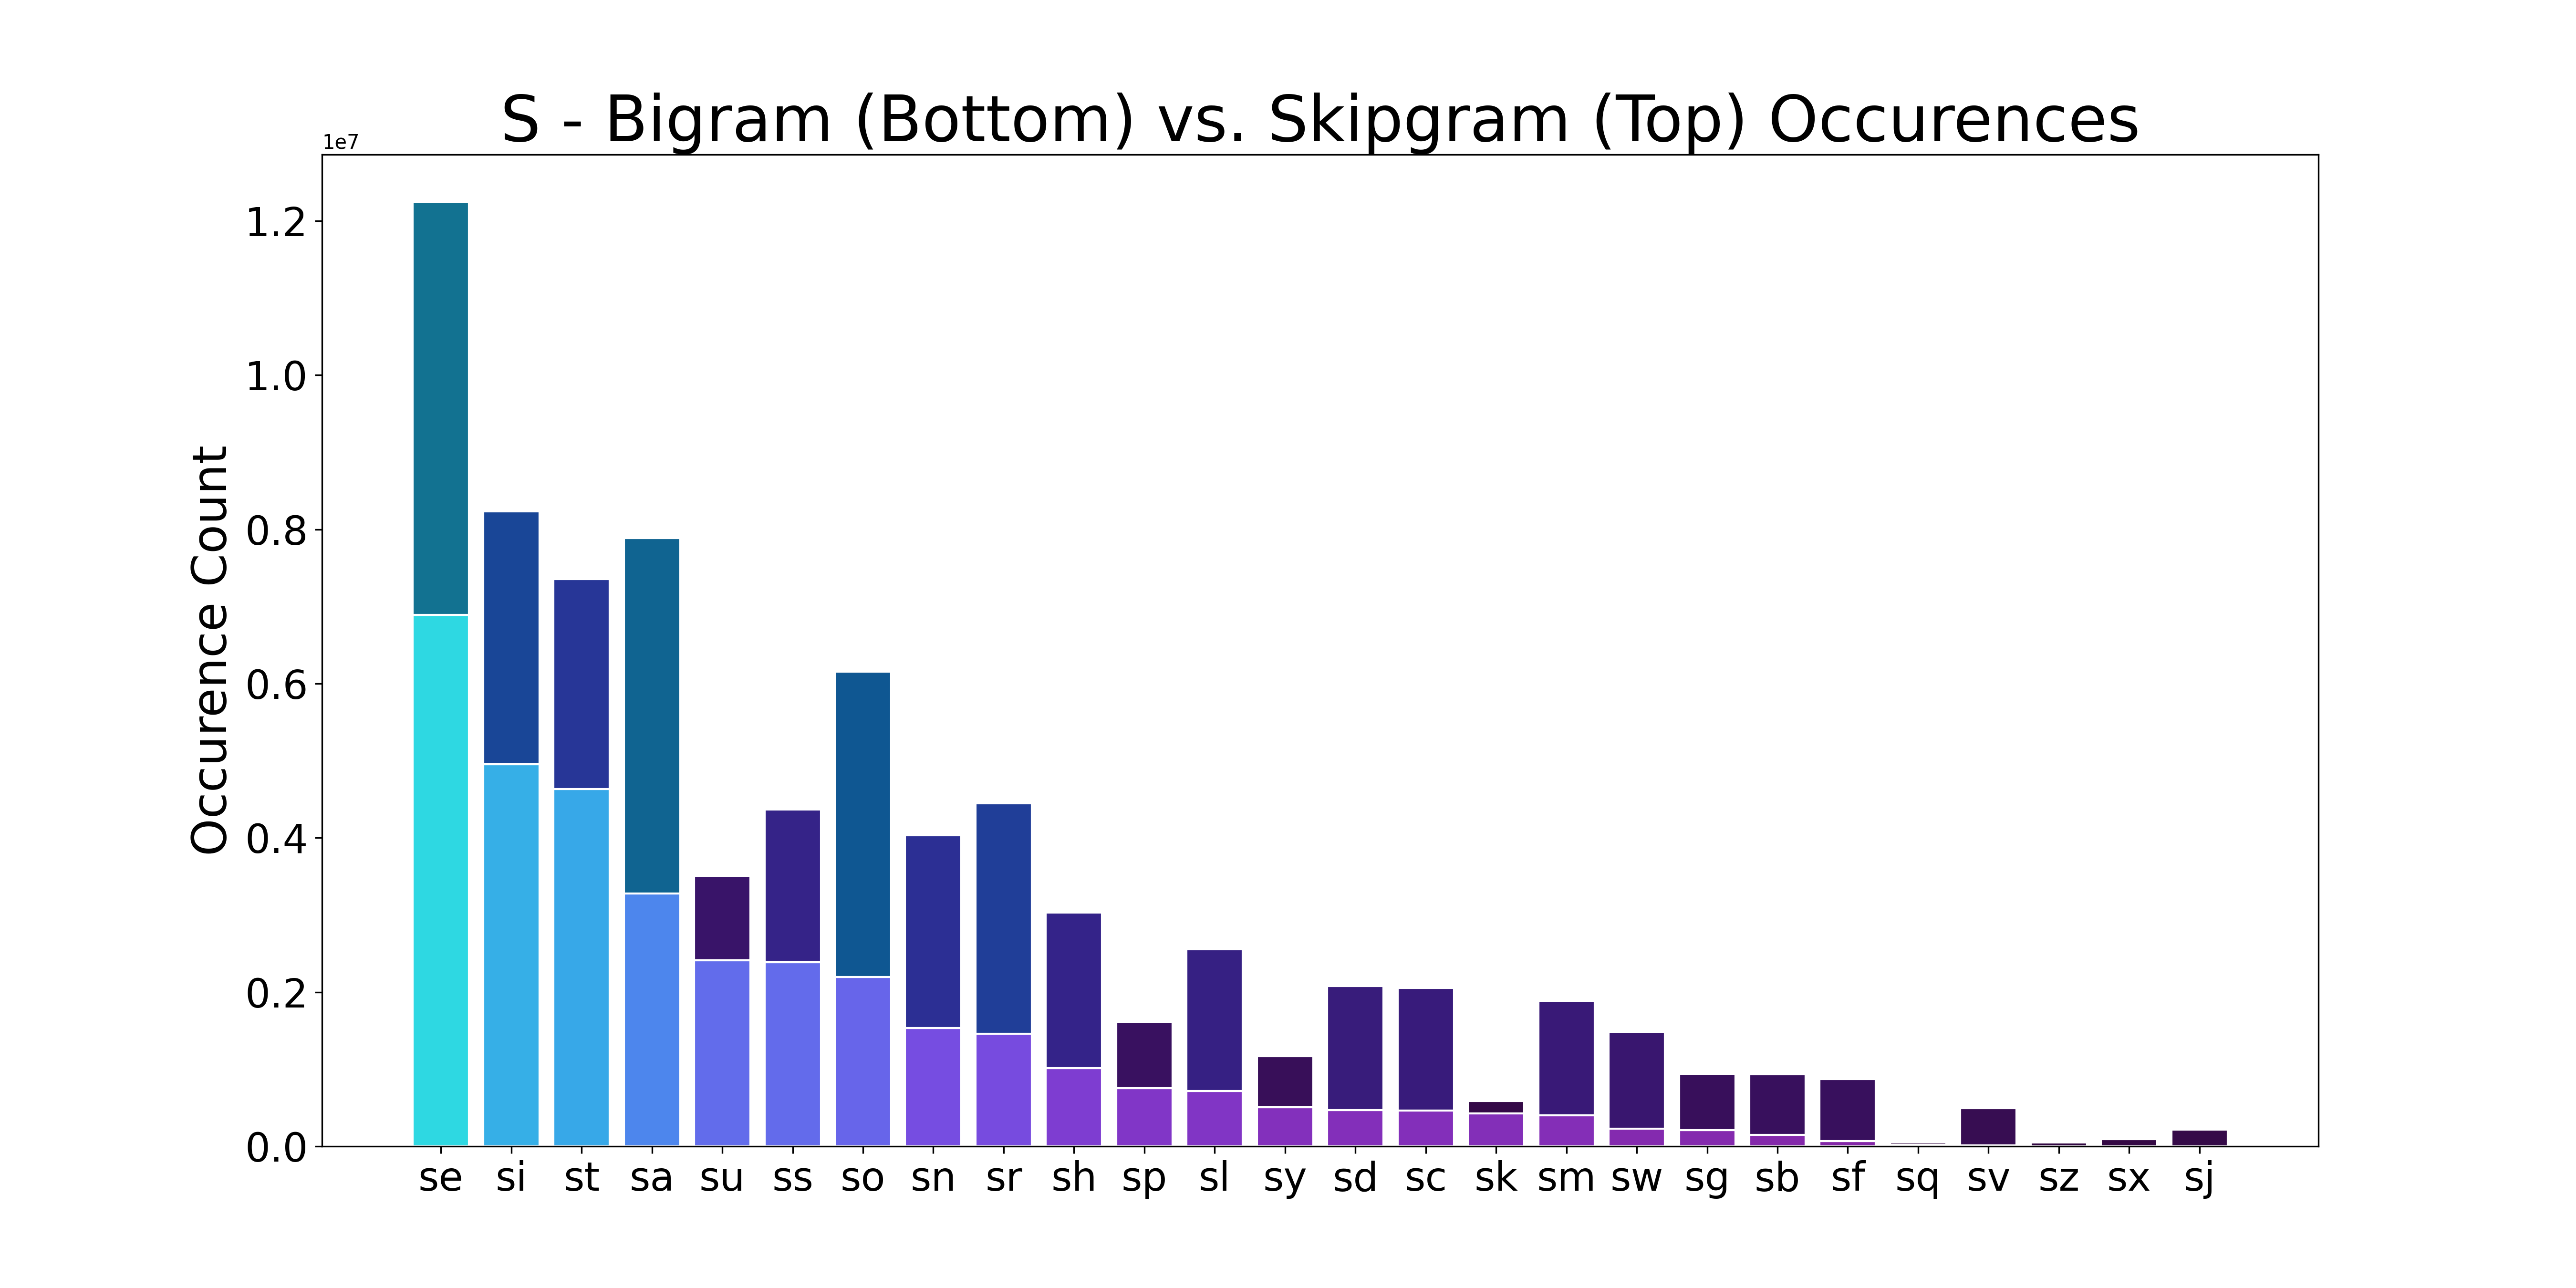 S - Bigram (Bottom) vs. Skipgram (Top) Occurences
1e7
1.2
1.0
0.8
0.6
0.4
0.2
0.0
Occurence Count
se si st sa su ss so sn sr sh sp sl sy sd sc sk sm sw sg sb sf sq sv sz sx sj